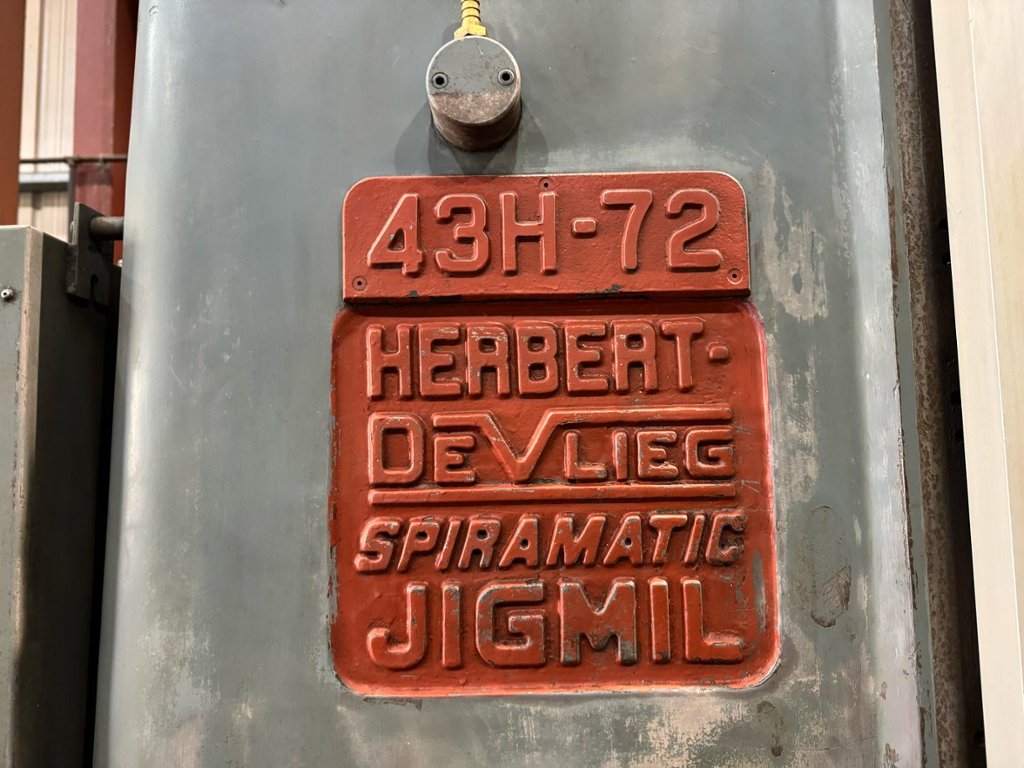 43H-72
HERBERT-
DEVLIEG
SPIRAMATIC
JIGMIL